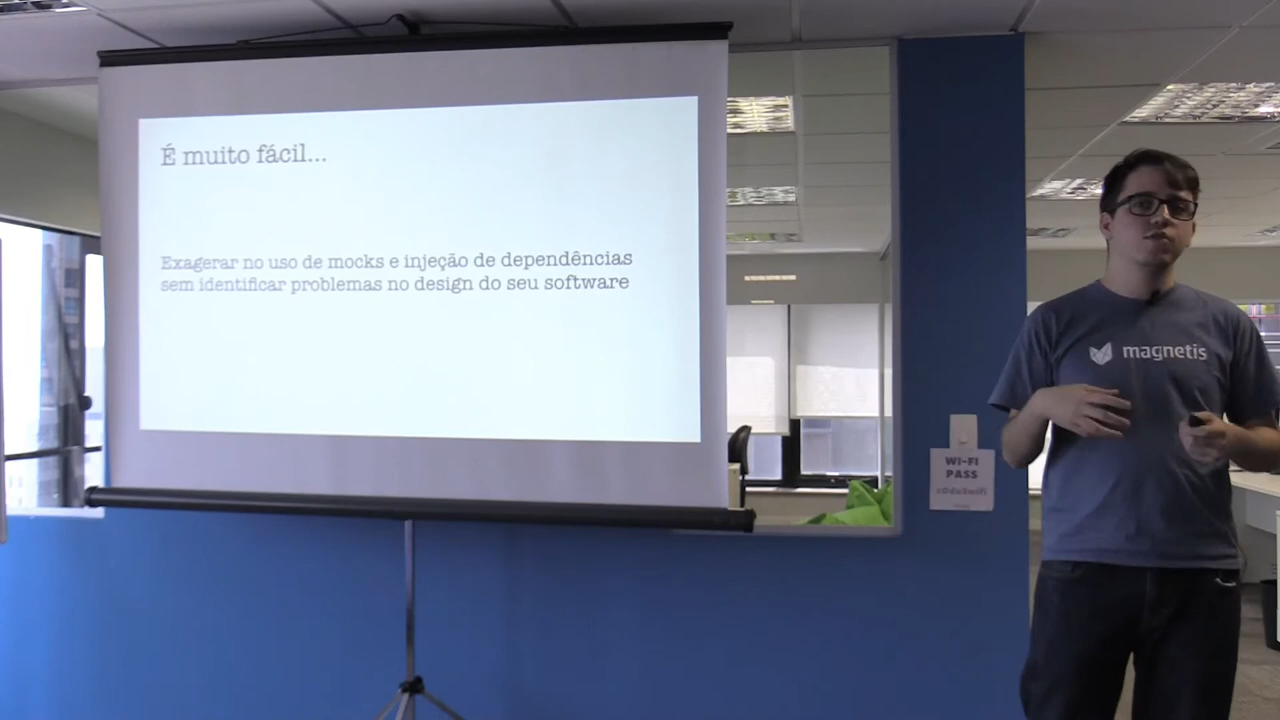 É muito fácil...
Exagerar no uso de mocks e injeção de dependências
sem identificar problemas no design do seu software
magnetis
WI-FI
PASS